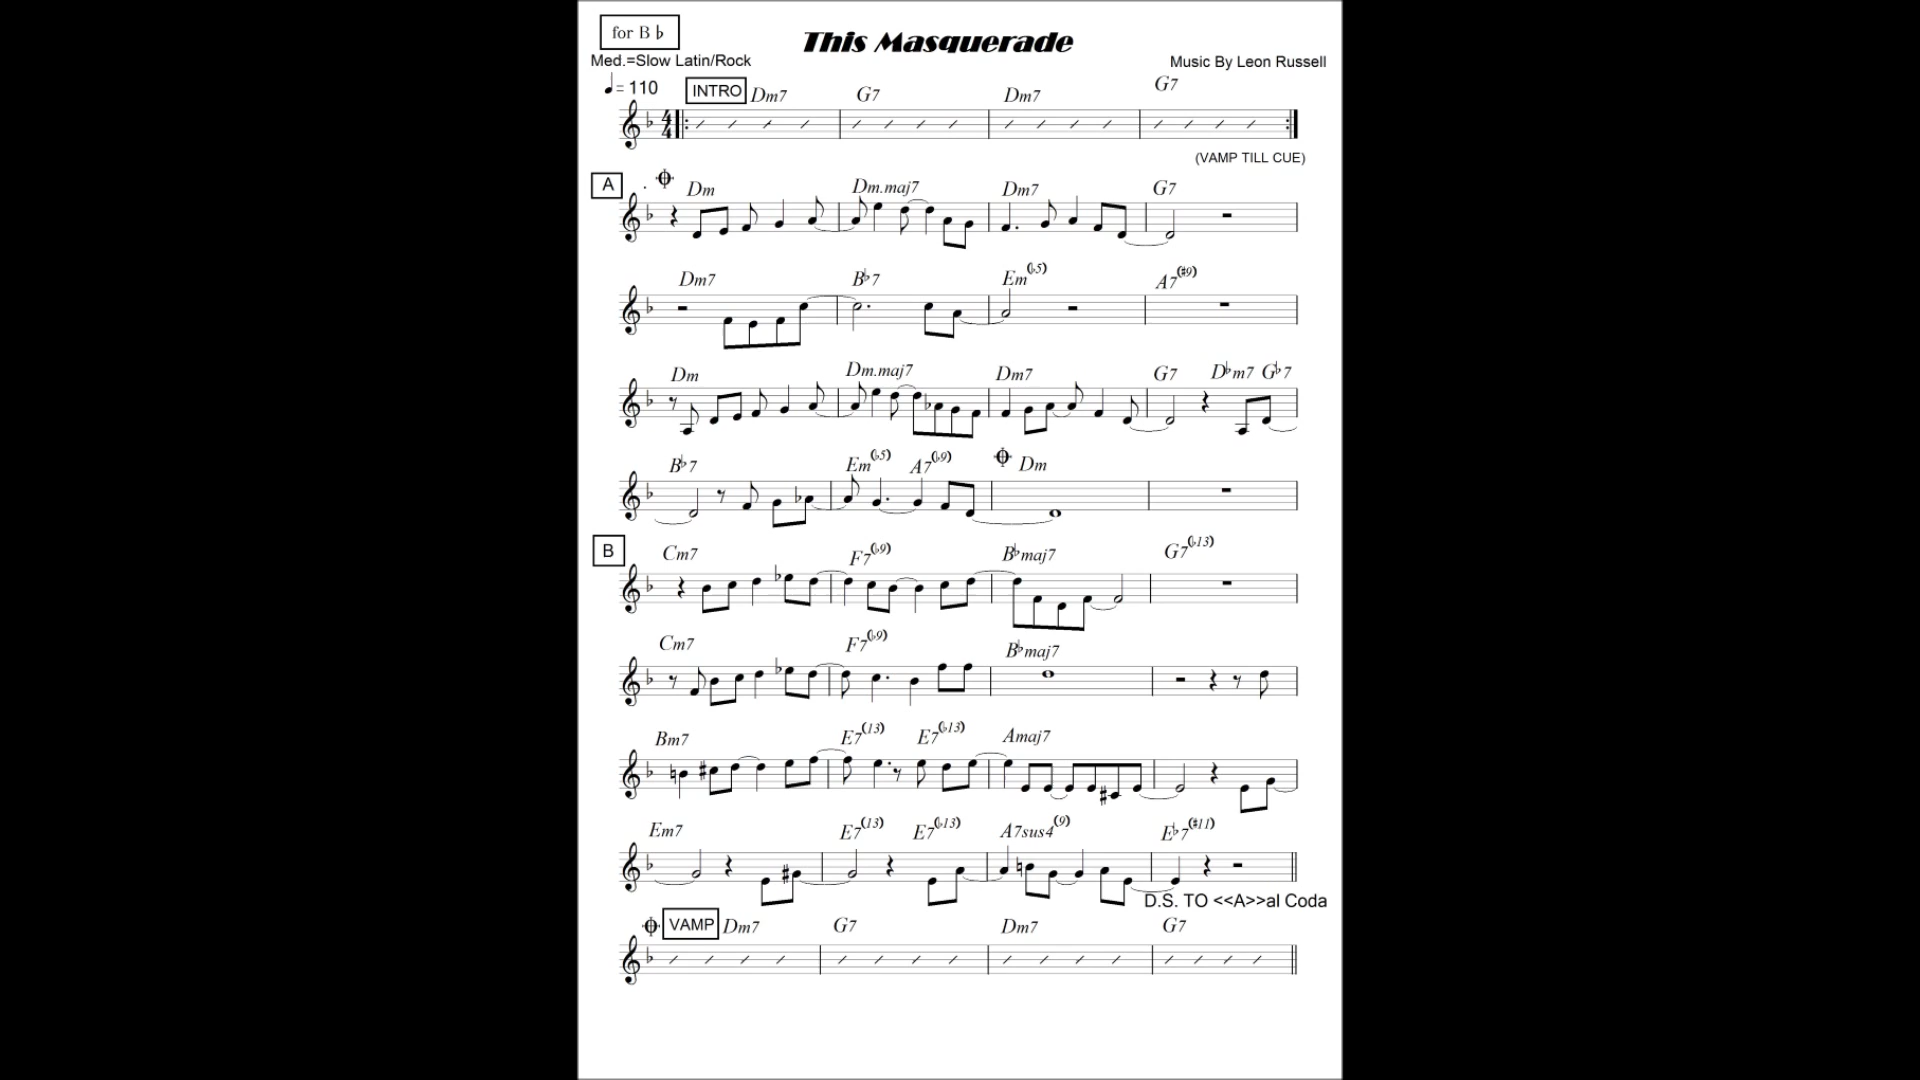 for B♭
This Masquerade
Med.=Slow Latin/Rock
Music By Leon Russell
♩= 110
INTRO Dm7 G7 Dm7 G7
(VAMP TILL CUE)
A Dm Dm.maj7 Dm7 G7
Dm7 B♭7 Em(♭5) A7(♯9)
Dm Dm.maj7 Dm7 G7 D♭m7 G♭7
B♭7 Em(♭5) A7(♭9) Dm
B Cm7 F7(♭9) B♭maj7 G7(♭13)
Cm7 F7(♭9) B♭maj7
Bm7 E7(13) E7(♭13) Amaj7
Em7 E7(13) E7(♭13) A7sus4(9) E♭7(♯11)
D.S. TO <<A>>al Coda
VAMP Dm7 G7 Dm7 G7